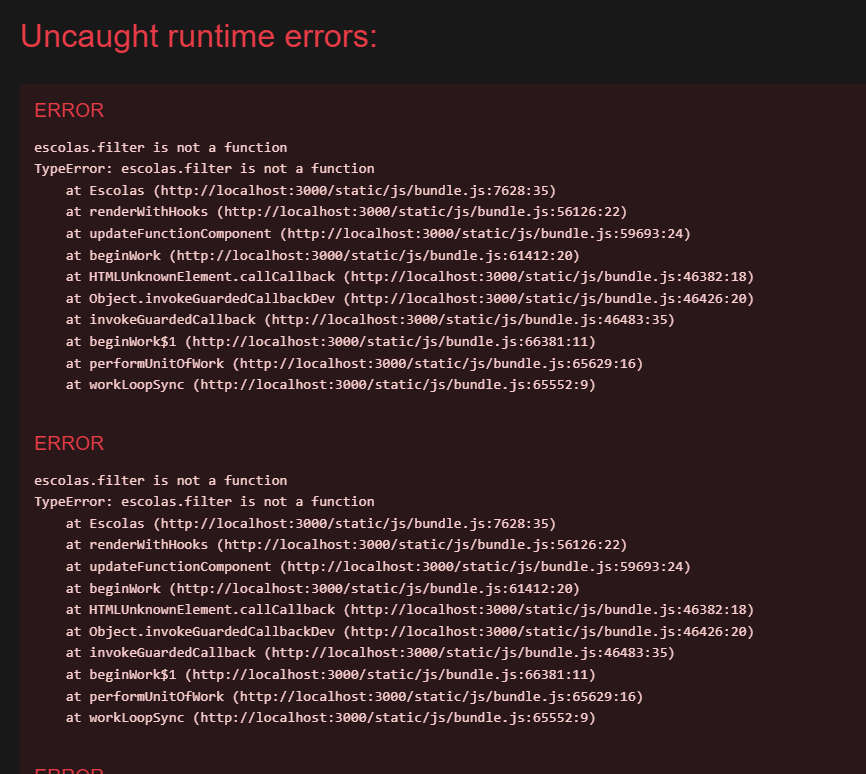 Uncaught runtime errors:
ERROR
escolas.filter is not a function
TypeError: escolas.filter is not a function
at Escolas (http://localhost:3000/static/js/bundle.js:7628:35)
at renderWithHooks (http://localhost:3000/static/js/bundle.js:56126:22)
at updateFunctionComponent (http://localhost:3000/static/js/bundle.js:59693:24)
at beginWork (http://localhost:3000/static/js/bundle.js:61412:20)
at HTMLUnknownElement.callCallback (http://localhost:3000/static/js/bundle.js:46382:18)
at Object.invokeGuardedCallbackDev (http://localhost:3000/static/js/bundle.js:46426:20)
at invokeGuardedCallback (http://localhost:3000/static/js/bundle.js:46483:35)
at beginWork$1 (http://localhost:3000/static/js/bundle.js:66381:11)
at performUnitOfWork (http://localhost:3000/static/js/bundle.js:65629:16)
at workLoopSync (http://localhost:3000/static/js/bundle.js:65552:9)
ERROR
escolas.filter is not a function
TypeError: escolas.filter is not a function
at Escolas (http://localhost:3000/static/js/bundle.js:7628:35)
at renderWithHooks (http://localhost:3000/static/js/bundle.js:56126:22)
at updateFunctionComponent (http://localhost:3000/static/js/bundle.js:59693:24)
at beginWork (http://localhost:3000/static/js/bundle.js:61412:20)
at HTMLUnknownElement.callCallback (http://localhost:3000/static/js/bundle.js:46382:18)
at Object.invokeGuardedCallbackDev (http://localhost:3000/static/js/bundle.js:46426:20)
at invokeGuardedCallback (http://localhost:3000/static/js/bundle.js:46483:35)
at beginWork$1 (http://localhost:3000/static/js/bundle.js:66381:11)
at performUnitOfWork (http://localhost:3000/static/js/bundle.js:65629:16)
at workLoopSync (http://localhost:3000/static/js/bundle.js:65552:9)
ERROR